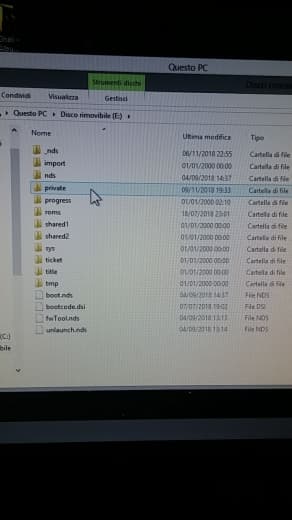 Strumenti disco
Questo PC
Condividi Visualizza Gestisci
Questo PC Disco rimovibile (E:)
Nome Ultima modifica Tipo
_nds 06/11/2018 22:55 Cartella di file
import 01/01/2000 00:00 Cartella di file
nds 04/09/2018 14:37 Cartella di file
private 09/11/2018 19:33 Cartella di file
progress 01/01/2000 02:10 Cartella di file
roms 18/07/2018 23:01 Cartella di file
shared1 01/01/2000 00:00 Cartella di file
shared2 01/01/2000 00:00 Cartella di file
sys 01/01/2000 00:00 Cartella di file
ticket 01/01/2000 00:00 Cartella di file
title 01/01/2000 00:00 Cartella di file
tmp 01/01/2000 00:00 Cartella di file
boot.nds 04/09/2018 14:37 File NDS
bootcode.dsi 07/07/2018 19:02 File DSI
fwTool.nds 04/09/2018 13:13 File NDS
unlaunch.nds 04/09/2018 13:14 File NDS
(C:)
bile